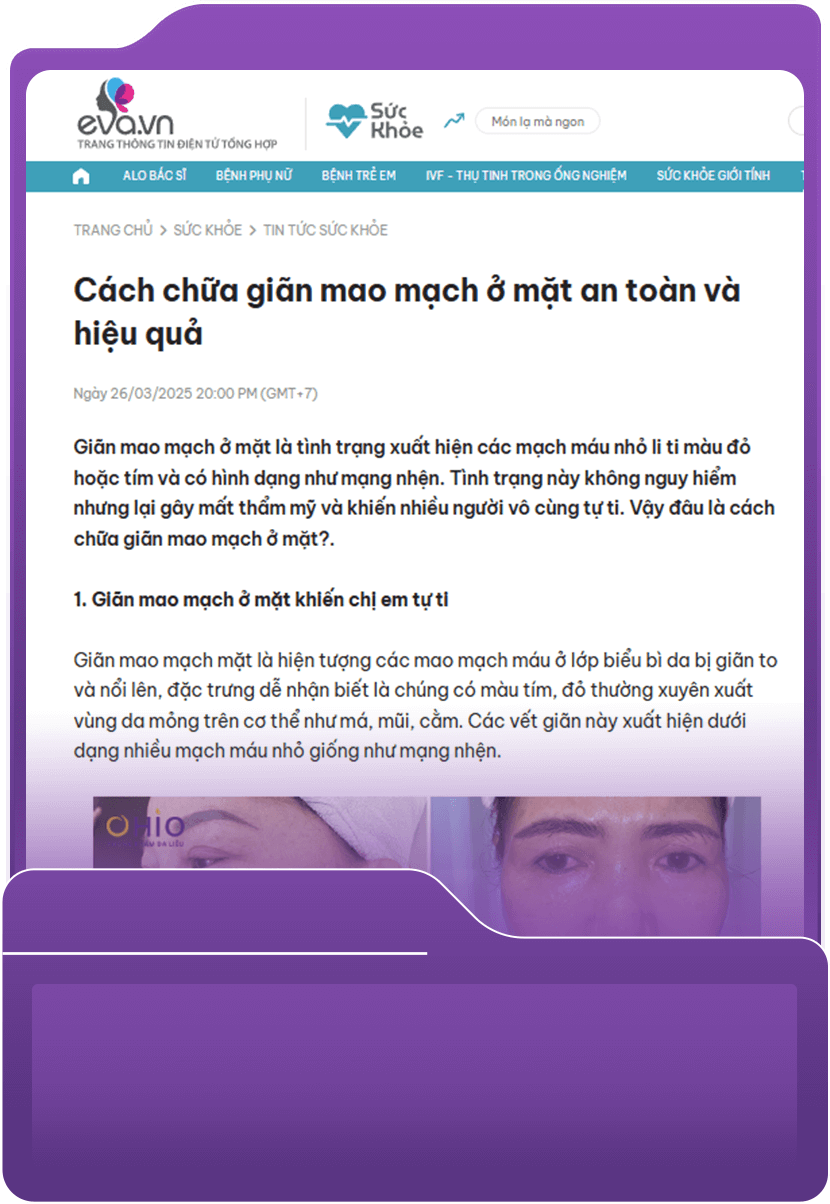 eva.vn
TRANG THÔNG TIN ĐIỆN TỬ TỔNG HỢP
Sức
Khỏe
Món lạ mà ngon
ALO BÁC SĨ BỆNH PHỤ NỮ BỆNH TRẺ EM IVF - THỤ TINH TRONG ỐNG NGHIỆM SỨC KHỎE GIỚI TÍNH
TRANG CHỦ > SỨC KHỎE > TIN TỨC SỨC KHỎE
Cách chữa giãn mao mạch ở mặt an toàn và
hiệu quả
Ngày 26/03/2025 20:00 PM (GMT+7)
Giãn mao mạch ở mặt là tình trạng xuất hiện các mạch máu nhỏ li ti màu đỏ
hoặc tím và có hình dạng như mạng nhện. Tình trạng này không nguy hiểm
nhưng lại gây mất thẩm mỹ và khiến nhiều người vô cùng tự ti. Vậy đâu là cách
chữa giãn mao mạch ở mặt?.
1. Giãn mao mạch ở mặt khiến chị em tự ti
Giãn mao mạch mặt là hiện tượng các mao mạch máu ở lớp biểu bì da bị giãn to
và nổi lên, đặc trưng dễ nhận biết là chúng có màu tím, đỏ thường xuyên xuất
vùng da mỏng trên cơ thể như má, mũi, cằm. Các vết giãn này xuất hiện dưới
dạng nhiều mạch máu nhỏ giống như mạng nhện.